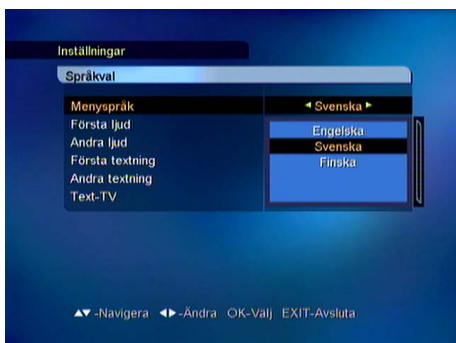 Inställningar
Språkval
Menyspråk ◄ Svenska ►
Första ljud
Andra ljud
Första textning
Andra textning
Text-TV
Engelska
Svenska
Finska
▲▼ -Navigera ◄► -Ändra OK-Välj EXIT-Avsluta